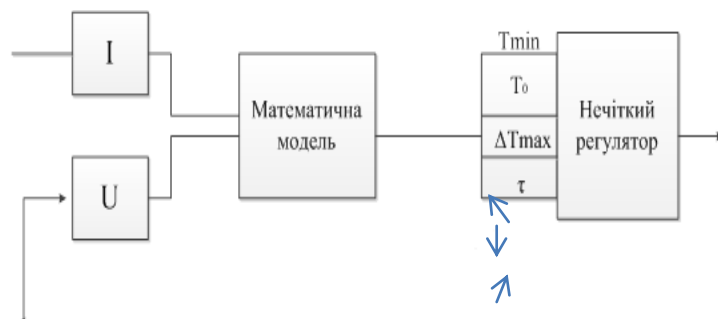 I
U
Математична
модель
Tmin
T₀
ΔTmax
τ
Нечіткий
регулятор